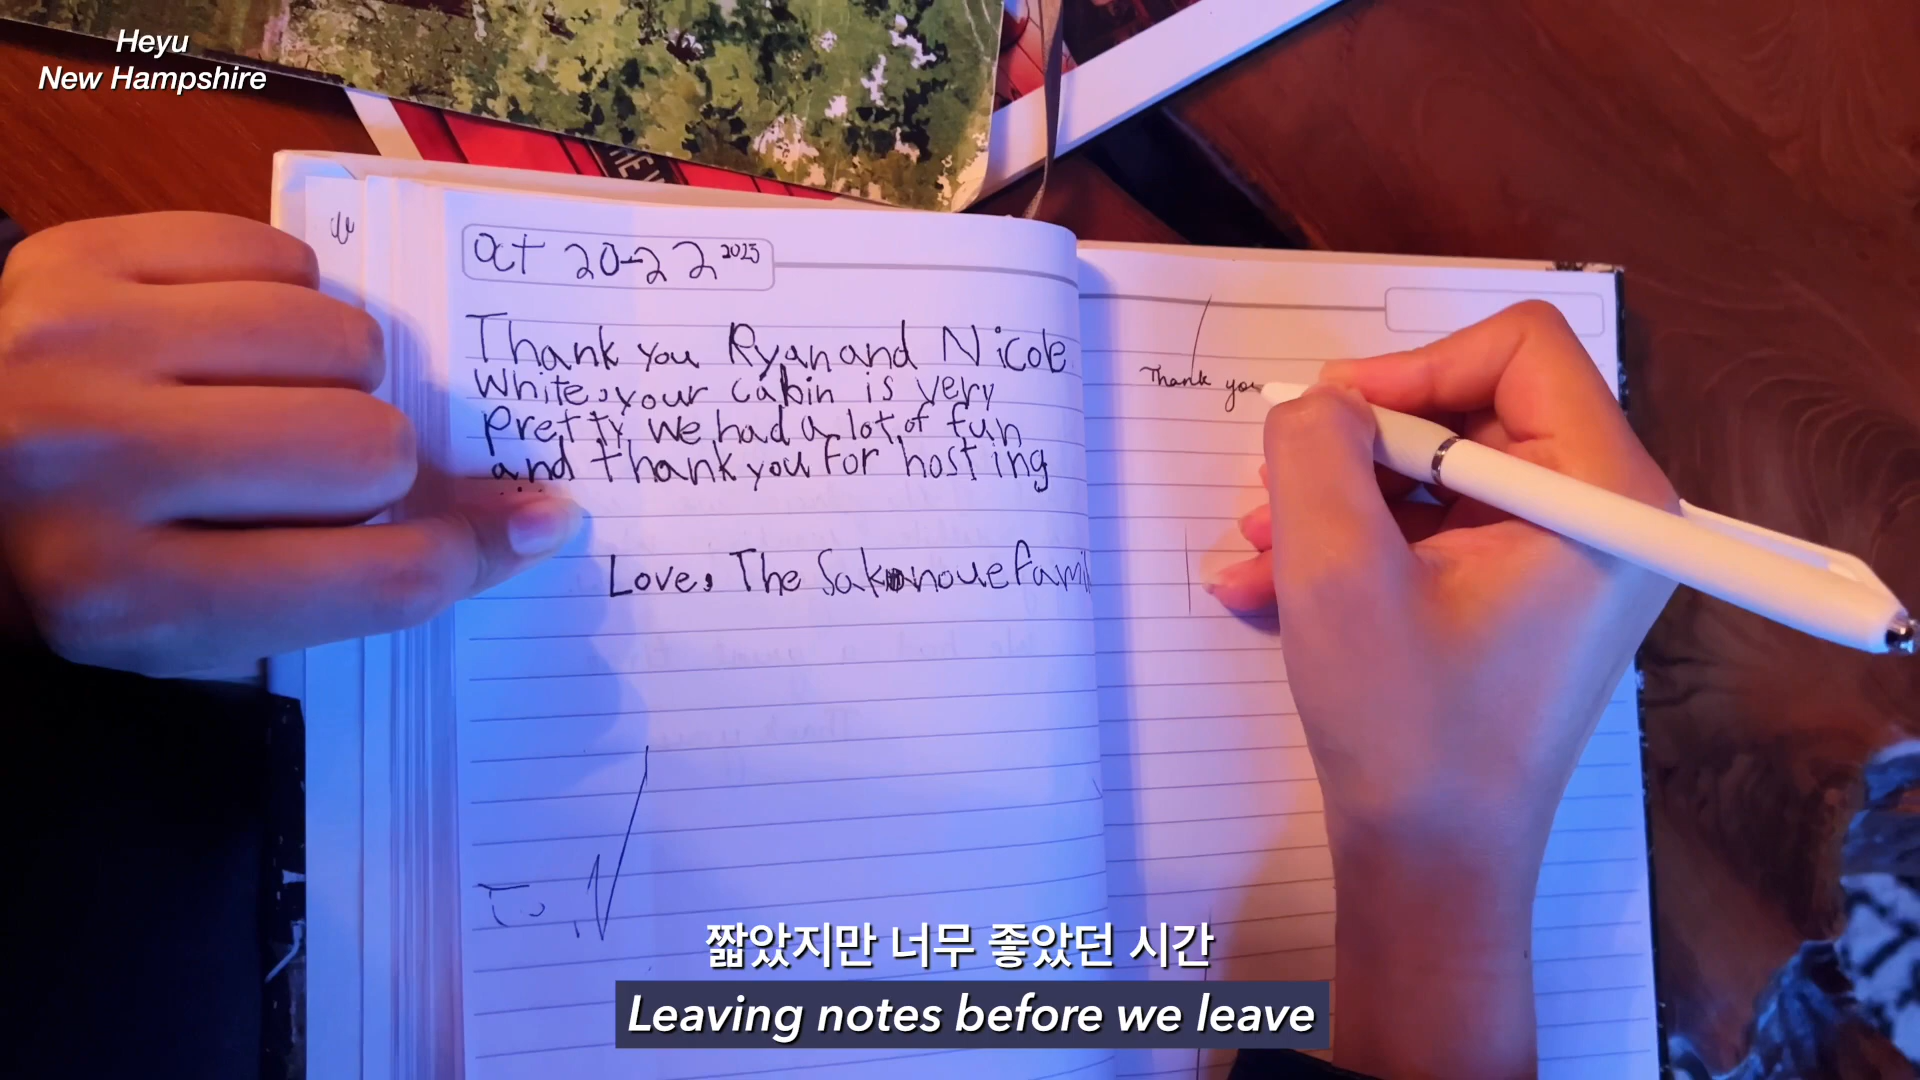 Heyu
New Hampshire
Oct 20-22 2023
Thank you Ryan and Nicole
White, your cabin is very
pretty, we had a lot of fun
and thank you for hosting
Love, The Sakanoue famil
Thank you
짧았지만 너무 좋았던 시간
Leaving notes before we leave